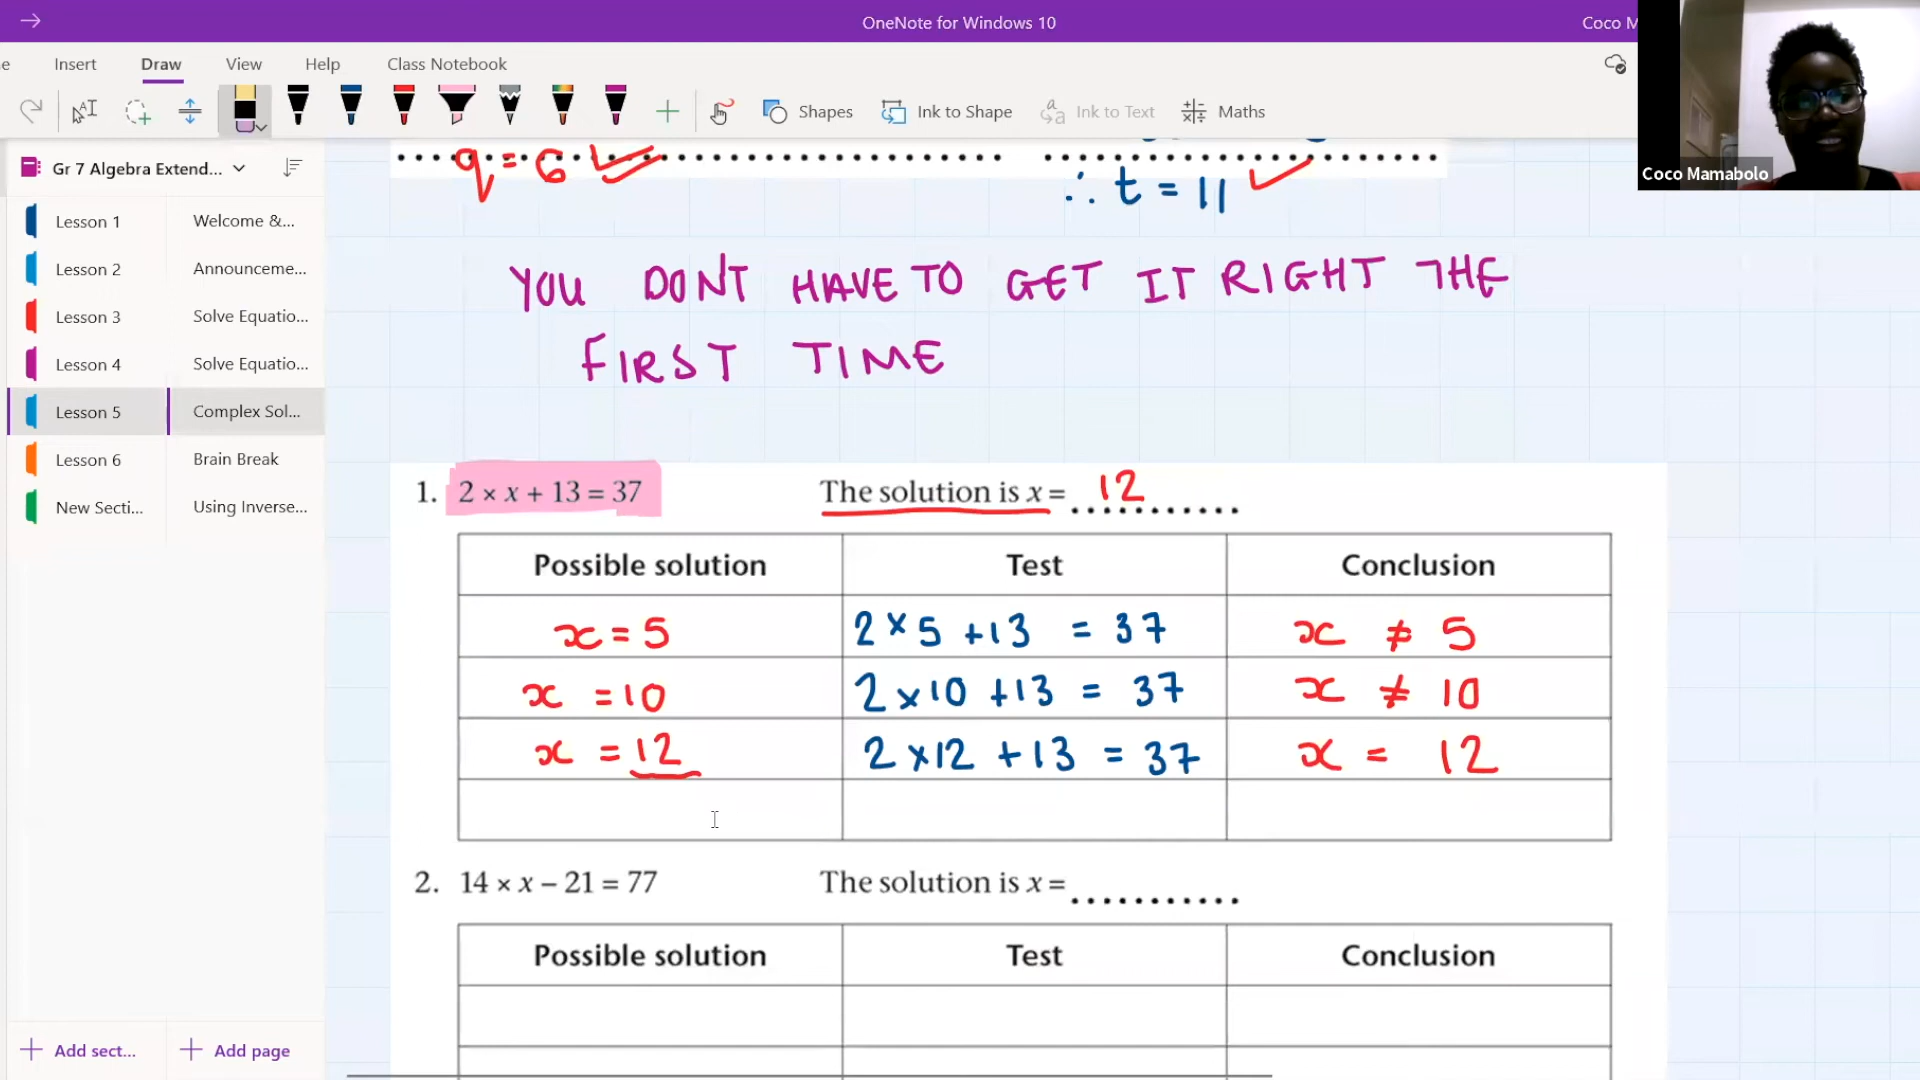 OneNote for Windows 10
Coco M
Insert Draw View Help Class Notebook
Shapes Ink to Shape Ink to Text Maths
Coco Mamabolo
Gr 7 Algebra Extend...
Lesson 1
Lesson 2
Lesson 3
Lesson 4
Lesson 5
Lesson 6
New Secti...
Welcome &...
Announceme...
Solve Equatio...
Solve Equatio...
Complex Sol...
Brain Break
Using Inverse...
Add sect...
Add page
q = 6
∴ t = 11
YOU DONT HAVE TO GET IT RIGHT THE
FIRST TIME
1. 2 × x + 13 = 37 The solution is x = 12
Possible solution Test Conclusion
x = 5 2 × 5 + 13 = 37 x ≠ 5
x = 10 2 × 10 + 13 = 37 x ≠ 10
x = 12 2 × 12 + 13 = 37 x = 12
2. 14 × x − 21 = 77 The solution is x = ...........
Possible solution Test Conclusion